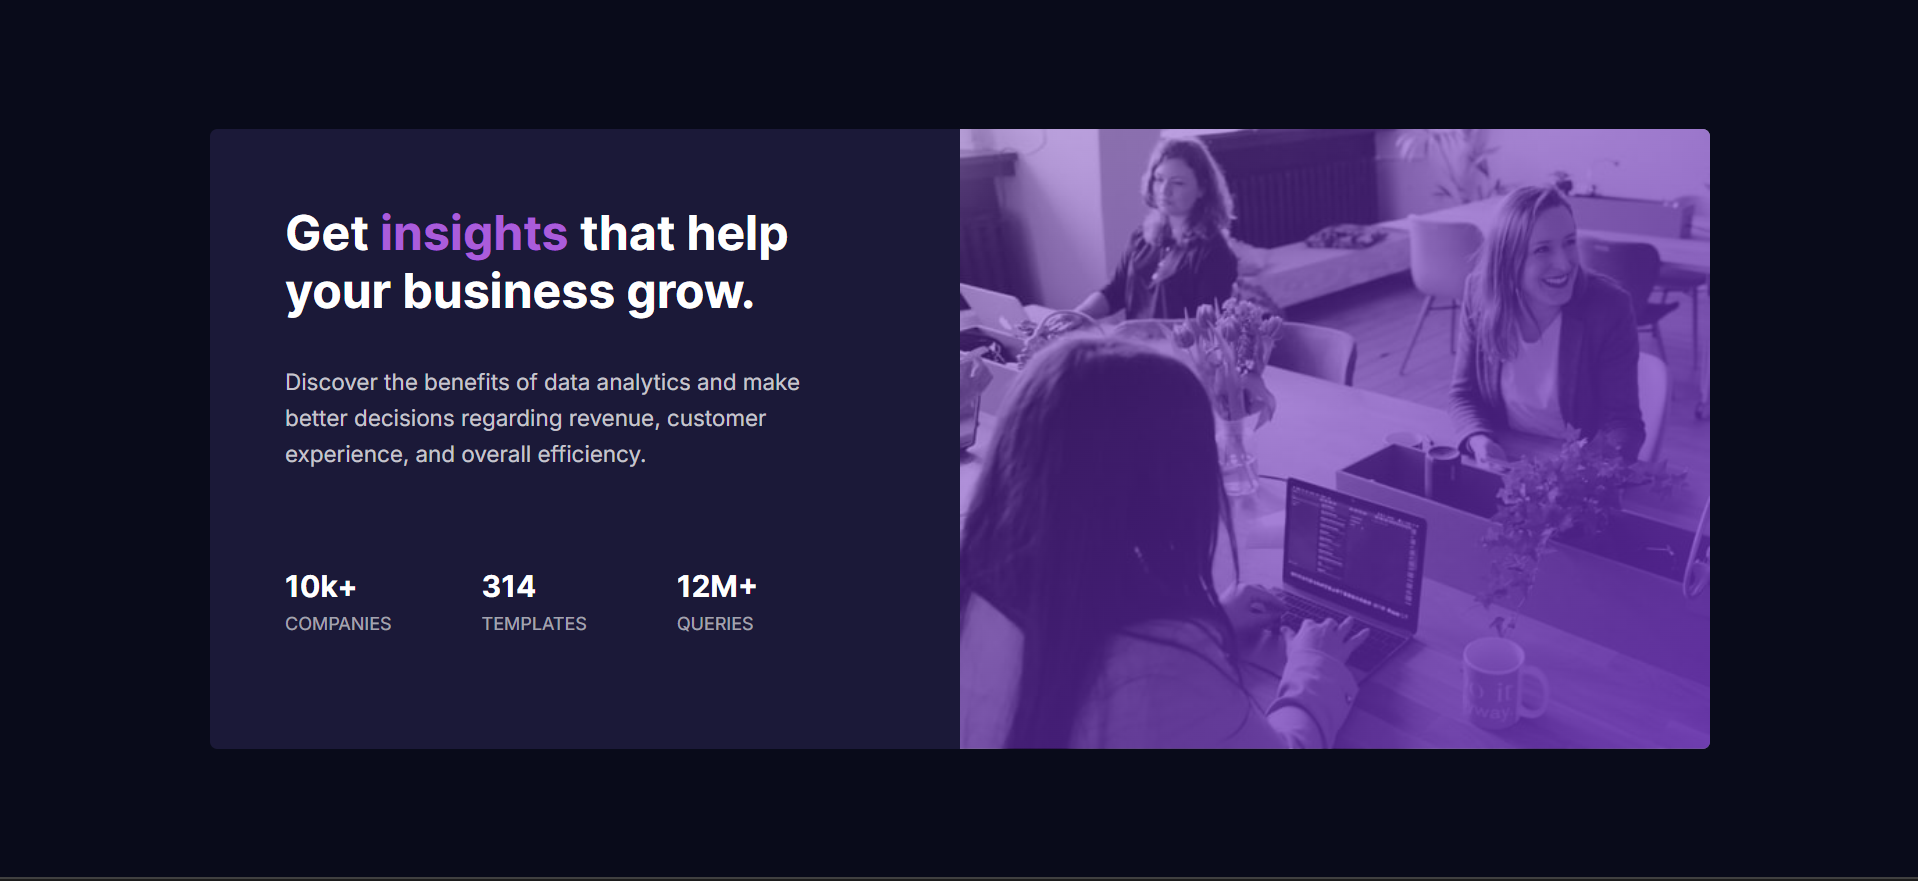 Get insights that help
your business grow.
Discover the benefits of data analytics and make
better decisions regarding revenue, customer
experience, and overall efficiency.
10k+ 314 12M+
COMPANIES TEMPLATES QUERIES